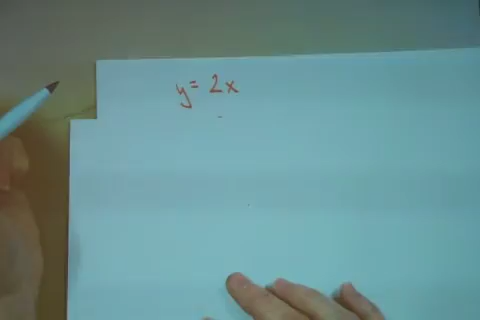 y = 2x